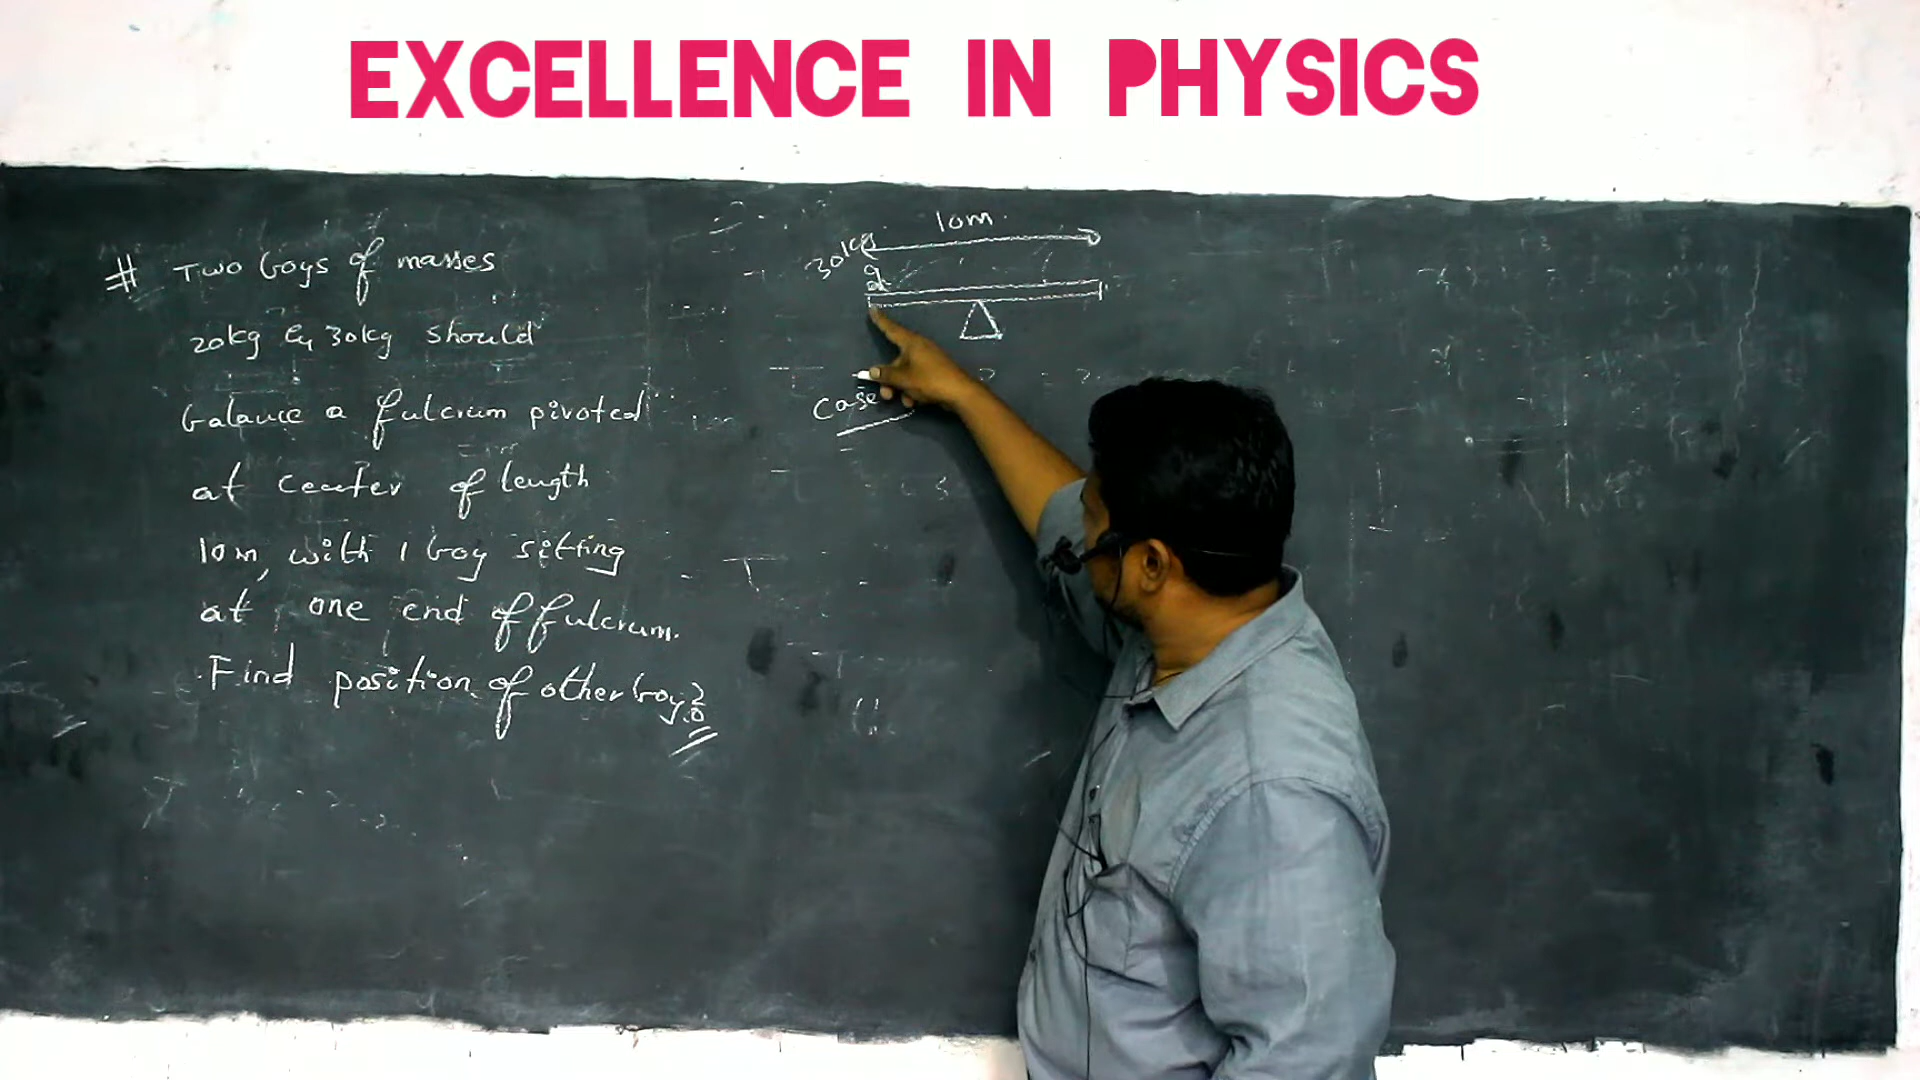 EXCELLENCE IN PHYSICS
# Two boys of masses
20kg & 30kg should
balance a fulcrum pivoted
at center of length
10m, with 1 boy sitting
at one end of fulcrum.
Find position of other boy?
10m.
30kg
case